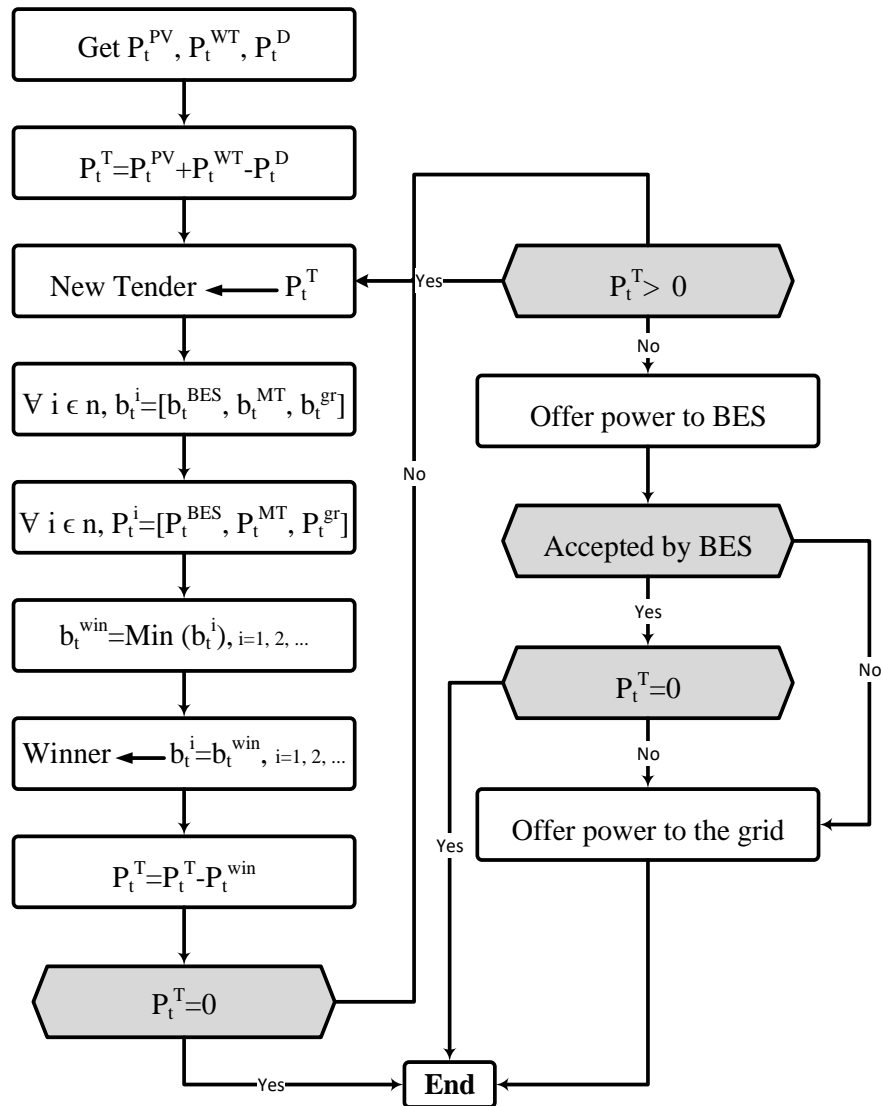 Get P_t^PV, P_t^WT, P_t^D
P_t^T=P_t^PV+P_t^WT-P_t^D
New Tender ← P_t^T
∀ i ϵ n, b_t^i=[b_t^BES, b_t^MT, b_t^gr]
∀ i ϵ n, P_t^i=[P_t^BES, P_t^MT, P_t^gr]
b_t^win=Min (b_t^i), i=1, 2, ...
Winner ← b_t^i=b_t^win, i=1, 2, ...
P_t^T=P_t^T-P_t^win
P_t^T=0
Yes
No
P_t^T> 0
Yes
No
Offer power to BES
Accepted by BES
Yes
No
P_t^T=0
No
Yes
Offer power to the grid
End